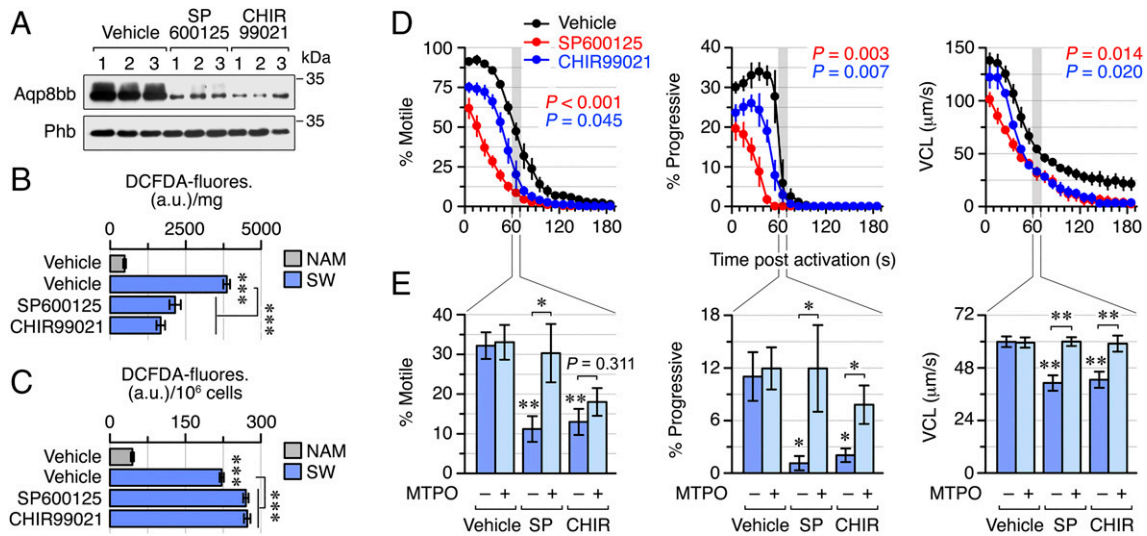 A
Vehicle
SP
600125
CHIR
99021
1 2 3 1 2 3 1 2 3
kDa
Aqp8bb
35
Phb
35
B
DCFDA-fluores.
(a.u.)/mg
0 2500 5000
Vehicle
Vehicle
SP600125
CHIR99021
***
***
NAM
SW
C
DCFDA-fluores.
(a.u.)/10⁶ cells
0 150 300
Vehicle
Vehicle
SP600125
CHIR99021
***
***
NAM
SW
D
Vehicle
SP600125
CHIR99021
% Motile
100
75
50
25
0
P < 0.001
P = 0.045
0 60 120 180
% Progressive
40
30
20
10
0
P = 0.003
P = 0.007
0 60 120 180
VCL (µm/s)
150
100
50
0
P = 0.014
P = 0.020
0 60 120 180
Time post activation (s)
E
% Motile
40
30
20
10
0
**
*
**
P = 0.311
MTPO – + – + – +
Vehicle SP CHIR
% Progressive
18
12
6
0
*
*
*
*
– + – + – +
Vehicle SP CHIR
VCL (µm/s)
72
60
48
36
24
12
0
**
**
**
**
MTPO – + – + – +
Vehicle SP CHIR